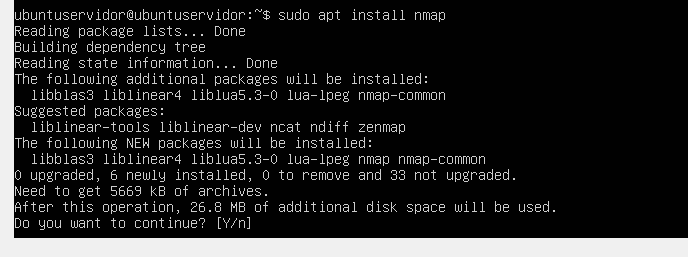 ubuntuservidor@ubuntuservidor:~$ sudo apt install nmap
Reading package lists... Done
Building dependency tree
Reading state information... Done
The following additional packages will be installed:
  libblas3 liblinear4 liblua5.3-0 lua-lpeg nmap-common
Suggested packages:
  liblinear-tools liblinear-dev ncat ndiff zenmap
The following NEW packages will be installed:
  libblas3 liblinear4 liblua5.3-0 lua-lpeg nmap nmap-common
0 upgraded, 6 newly installed, 0 to remove and 33 not upgraded.
Need to get 5669 kB of archives.
After this operation, 26.8 MB of additional disk space will be used.
Do you want to continue? [Y/n]